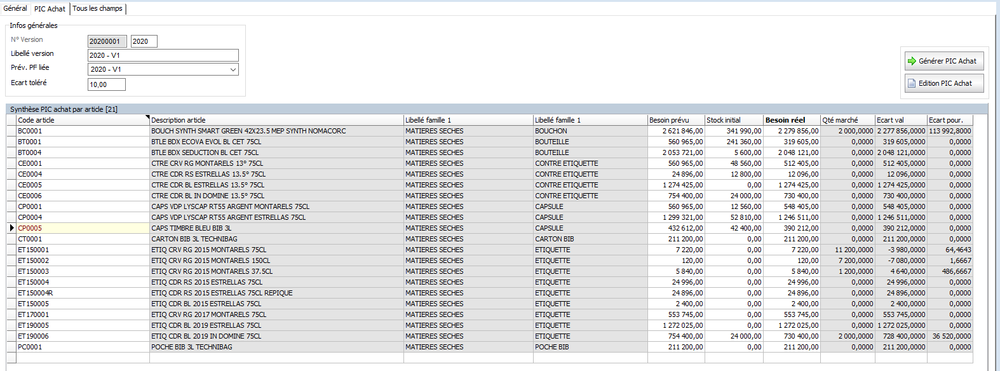 Général PIC Achat Tous les champs
Infos générales
N° Version 20200001 2020
Libellé version 2020 - V1
Prév. PF liée 2020 - V1
Ecart toléré 10,00
Générer PIC Achat
Edition PIC Achat
Synthèse PIC achat par article [21]
Code article Description article Libellé famille 1 Libellé famille 1 Besoin prévu Stock initial Besoin réel Qté marché Ecart val Ecart pour.
BC0001 BOUCH SYNTH SMART GREEN 42X23.5 MEP SYNTH NOMACORC MATIERES SECHES BOUCHON 2 621 846,00 341 990,00 2 279 856,00 2 000,0000 2 277 856,0000 113 992,8000
BT0001 BTLE BDX ECOVA EVOL BL CET 75CL MATIERES SECHES BOUTEILLE 560 965,00 241 360,00 319 605,00 0,0000 319 605,0000 0,0000
BT0004 BTLE BDX SEDUCTION BL CET 75CL MATIERES SECHES BOUTEILLE 2 053 721,00 5 600,00 2 048 121,00 0,0000 2 048 121,0000 0,0000
CE0001 CTRE CRV RG MONTARELS 13° 75CL MATIERES SECHES CONTRE ETIQUETTE 560 965,00 48 560,00 512 405,00 0,0000 512 405,0000 0,0000
CE0004 CTRE CDR RS ESTRELLAS 13.5° 75CL MATIERES SECHES CONTRE ETIQUETTE 24 896,00 12 800,00 12 096,00 0,0000 12 096,0000 0,0000
CE0005 CTRE CDR BL ESTRELLAS 13.5° 75CL MATIERES SECHES CONTRE ETIQUETTE 1 274 425,00 0,00 1 274 425,00 0,0000 1 274 425,0000 0,0000
CE0006 CTRE CDR BL IN DOMINE 13.5° 75CL MATIERES SECHES CONTRE ETIQUETTE 754 400,00 24 000,00 730 400,00 0,0000 730 400,0000 0,0000
CP0001 CAPS VDP LYSCAP RT55 ARGENT MONTARELS 75CL MATIERES SECHES CAPSULE 560 965,00 12 560,00 548 405,00 0,0000 548 405,0000 0,0000
CP0004 CAPS VDP LYSCAP RT55 ARGENT ESTRELLAS 75CL MATIERES SECHES CAPSULE 1 299 321,00 52 810,00 1 246 511,00 0,0000 1 246 511,0000 0,0000
CP0005 CAPS TIMBRE BLEU BIB 3L MATIERES SECHES CAPSULE 432 612,00 42 400,00 390 212,00 0,0000 390 212,0000 0,0000
CT0001 CARTON BIB 3L TECHNIBAG MATIERES SECHES CARTON BIB 211 200,00 0,00 211 200,00 0,0000 211 200,0000 0,0000
ET150001 ETIQ CRV RG 2015 MONTARELS 75CL MATIERES SECHES ETIQUETTE 7 220,00 0,00 7 220,00 11 200,0000 -3 980,0000 64,4643
ET150002 ETIQ CRV RG 2015 MONTARELS 150CL MATIERES SECHES ETIQUETTE 120,00 0,00 120,00 7 200,0000 -7 080,0000 1,6667
ET150003 ETIQ CRV RG 2015 MONTARELS 37.5CL MATIERES SECHES ETIQUETTE 5 840,00 0,00 5 840,00 1 200,0000 4 640,0000 486,6667
ET150004 ETIQ CDR RS 2015 ESTRELLAS 75CL MATIERES SECHES ETIQUETTE 24 996,00 0,00 24 996,00 0,0000 24 996,0000 0,0000
ET150004R ETIQ CDR RS 2015 ESTRELLAS 75CL REPIQUE MATIERES SECHES ETIQUETTE 24 896,00 0,00 24 896,00 0,0000 24 896,0000 0,0000
ET150005 ETIQ CDR BL 2015 ESTRELLAS 75CL MATIERES SECHES ETIQUETTE 2 400,00 0,00 2 400,00 0,0000 2 400,0000 0,0000
ET170001 ETIQ CRV RG 2017 MONTARELS 75CL MATIERES SECHES ETIQUETTE 553 745,00 0,00 553 745,00 0,0000 553 745,0000 0,0000
ET190005 ETIQ CDR BL 2019 ESTRELLAS 75CL MATIERES SECHES ETIQUETTE 1 272 025,00 0,00 1 272 025,00 0,0000 1 272 025,0000 0,0000
ET190006 ETIQ CDR BL 2019 IN DOMINE 75CL MATIERES SECHES ETIQUETTE 754 400,00 24 000,00 730 400,00 2 000,0000 728 400,0000 36 520,0000
PC0001 POCHE BIB 3L TECHNIBAG MATIERES SECHES POCHE BIB 211 200,00 0,00 211 200,00 0,0000 211 200,0000 0,0000